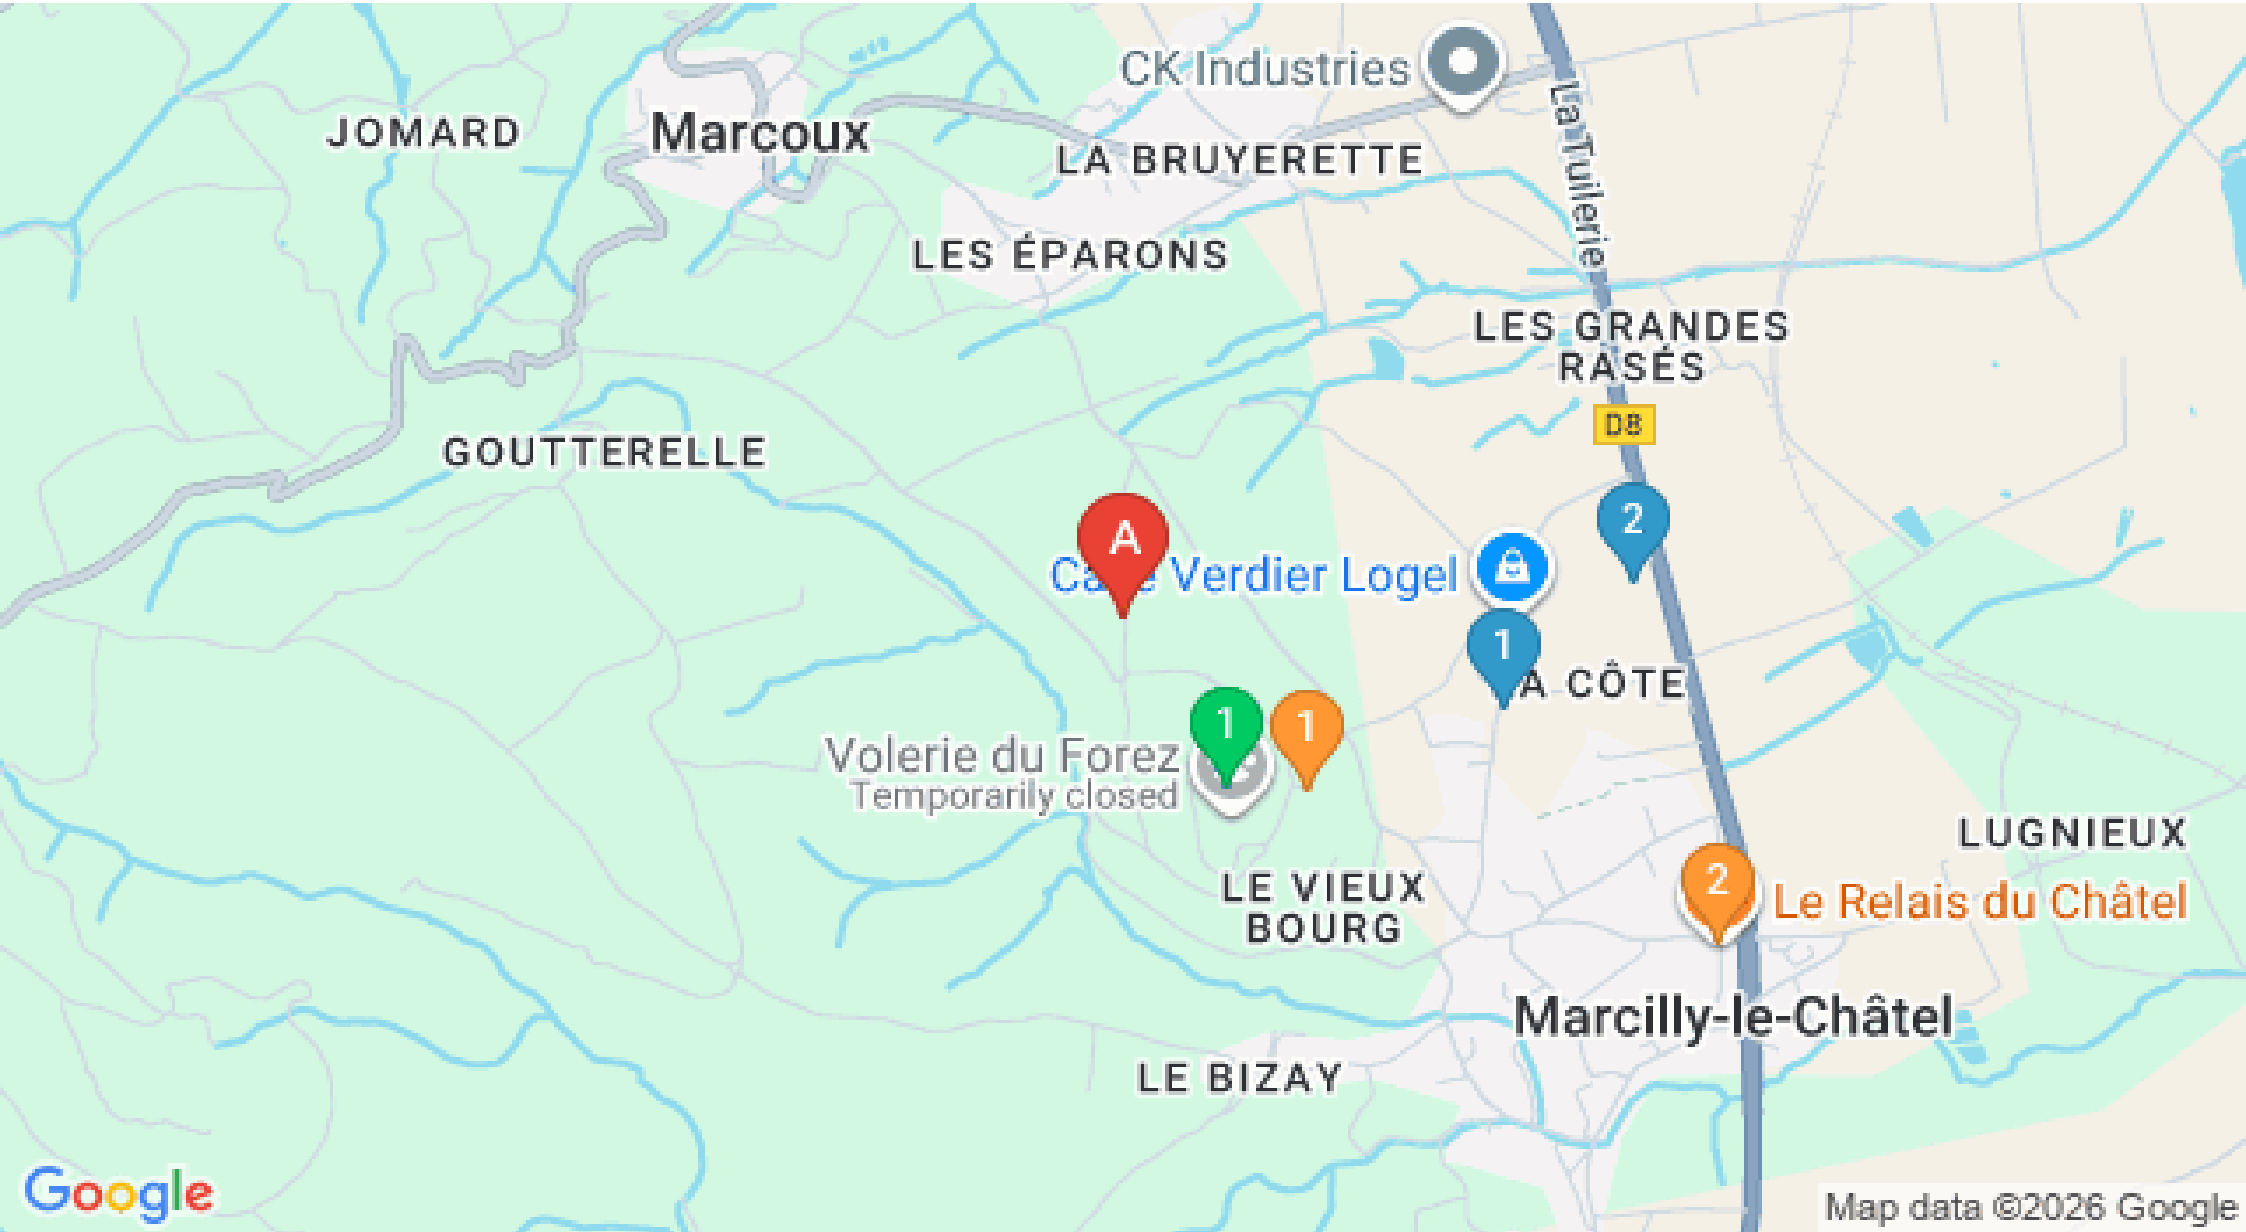 CK Industries
JOMARD
Marcoux
LA BRUYERETTE
La Tuilerie
LES ÉPARONS
LES GRANDES
RASÉS
D8
GOUTTERELLE
2
A
Verdier Logel
1
CÔTE
1
1
Volerie du Forez
Temporarily closed
LUGNIEUX
2
LE VIEUX
BOURG
Le Relais du Châtel
Marcilly-le-Châtel
LE BIZAY
Google
Map data ©2026 Google